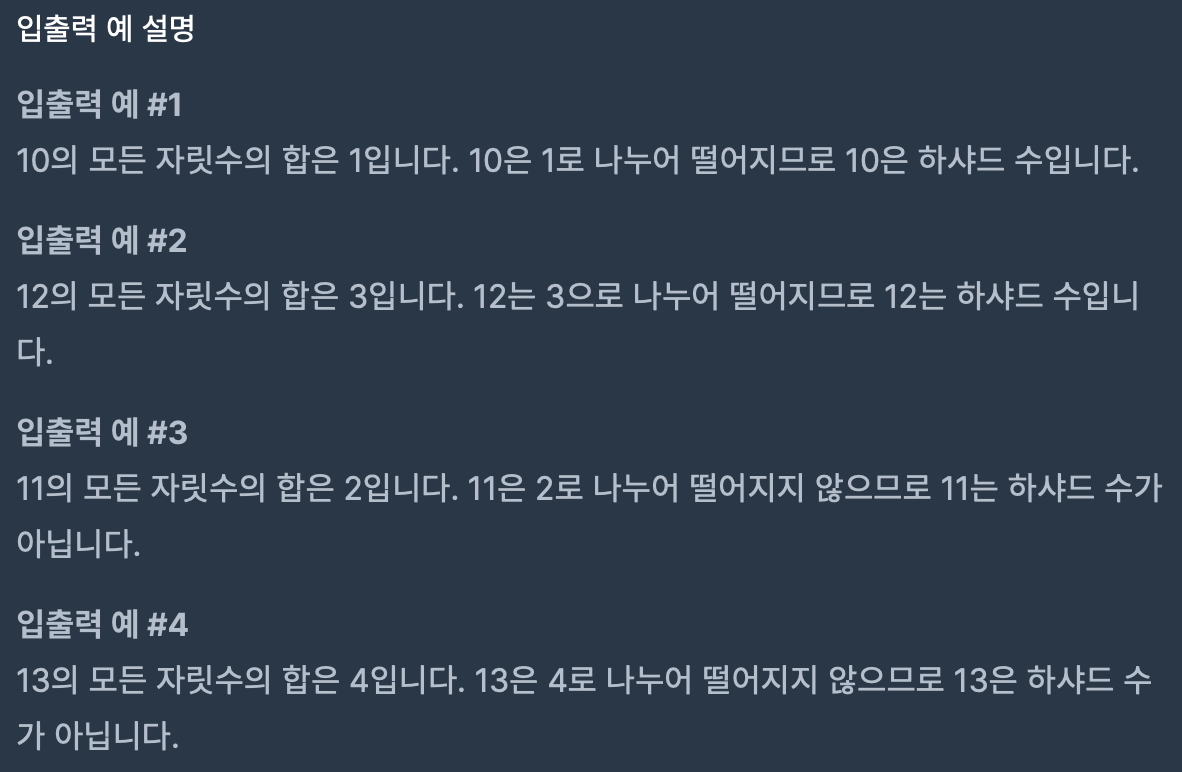 입출력 예 설명
입출력 예 #1
10의 모든 자릿수의 합은 1입니다. 10은 1로 나누어 떨어지므로 10은 하샤드 수입니다.
입출력 예 #2
12의 모든 자릿수의 합은 3입니다. 12는 3으로 나누어 떨어지므로 12는 하샤드 수입니
다.
입출력 예 #3
11의 모든 자릿수의 합은 2입니다. 11은 2로 나누어 떨어지지 않으므로 11는 하샤드 수가
아닙니다.
입출력 예 #4
13의 모든 자릿수의 합은 4입니다. 13은 4로 나누어 떨어지지 않으므로 13은 하샤드 수
가 아닙니다.